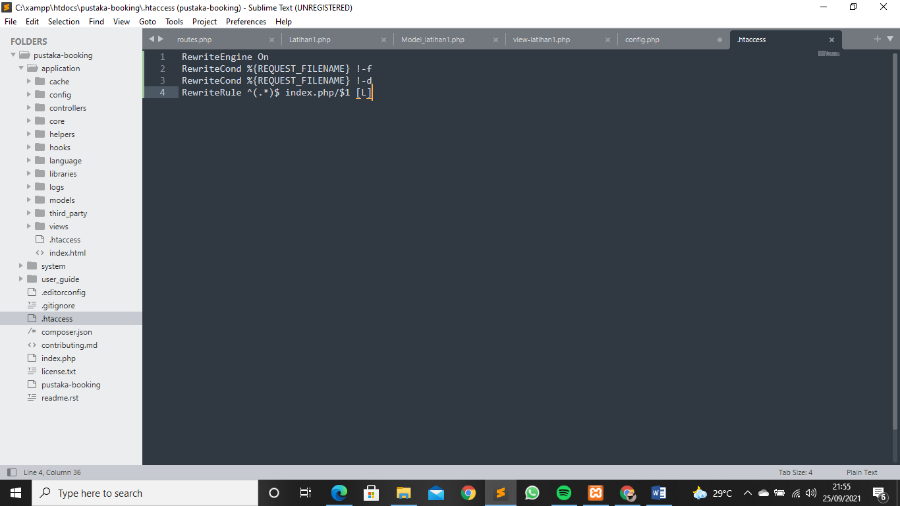 C:\xampp\htdocs\pustaka-booking\.htaccess (pustaka-booking) - Sublime Text (UNREGISTERED)
File Edit Selection Find View Goto Tools Project Preferences Help
FOLDERS
pustaka-booking
application
cache
config
controllers
core
helpers
hooks
language
libraries
logs
models
third_party
views
.htaccess
index.html
system
user_guide
.editorconfig
.gitignore
.htaccess
composer.json
contributing.md
index.php
license.txt
pustaka-booking
readme.rst
routes.php Latihan1.php Model_latihan1.php view-latihan1.php config.php .htaccess
1 RewriteEngine On
2 RewriteCond %{REQUEST_FILENAME} !-f
3 RewriteCond %{REQUEST_FILENAME} !-d
4 RewriteRule ^(.*)$ index.php/$1 [L]
Line 4, Column 36 Tab Size: 4 Plain Text
Type here to search 29°C 21:55
25/09/2021 6